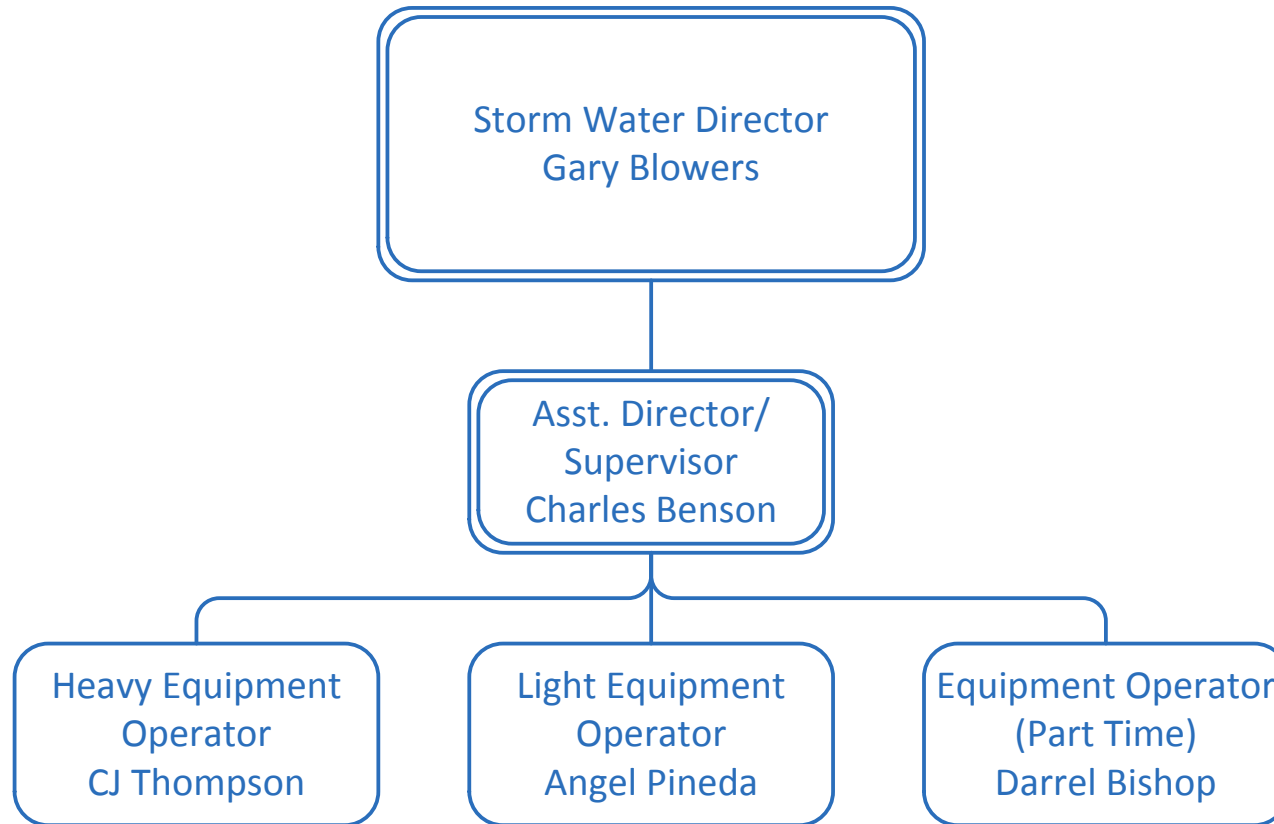 Storm Water Director
Gary Blowers
Asst. Director/
Supervisor
Charles Benson
Heavy Equipment
Operator
CJ Thompson
Light Equipment
Operator
Angel Pineda
Equipment Operator
(Part Time)
Darrel Bishop